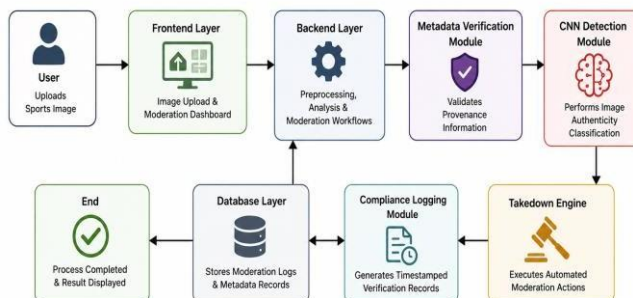 User
Uploads
Sports Image
Frontend Layer
Image Upload &
Moderation Dashboard
Backend Layer
Preprocessing,
Analysis &
Moderation Workflows
Metadata Verification
Module
Validates
Provenance
Information
CNN Detection
Module
Performs Image
Authenticity
Classification
End
Process Completed
& Result Displayed
Database Layer
Stores Moderation Logs
& Metadata Records
Compliance Logging
Module
Generates Timestamped
Verification Records
Takedown Engine
Executes Automated
Moderation Actions